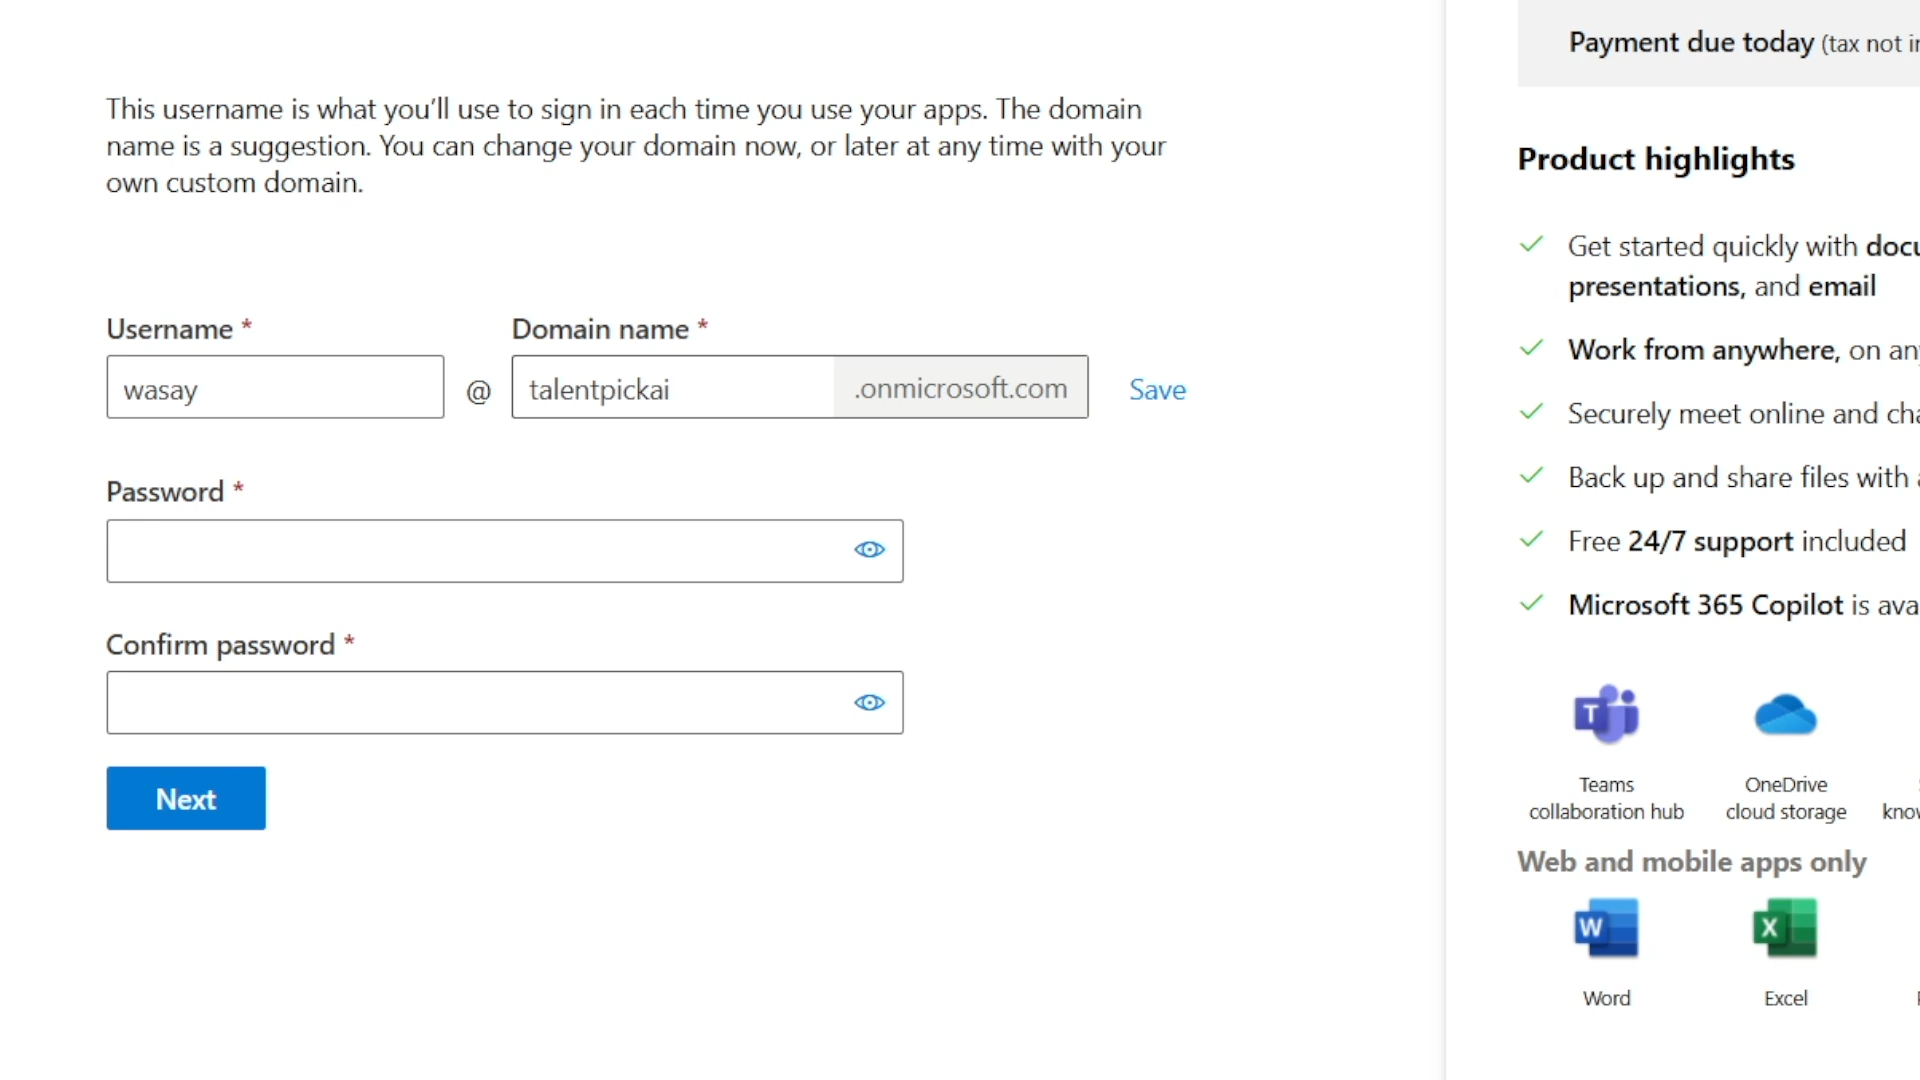 This username is what you'll use to sign in each time you use your apps. The domain
name is a suggestion. You can change your domain now, or later at any time with your
own custom domain.
Username *
Domain name *
wasay
@
talentpickai
.onmicrosoft.com
Save
Password *
Confirm password *
Next
Payment due today (tax not
Product highlights
Get started quickly with
presentations, and email
Work from anywhere, on
Securely meet online and
Back up and share files with
Free 24/7 support included
Microsoft 365 Copilot is
T
Teams
collaboration hub
OneDrive
cloud storage
Web and mobile apps only
W
Word
X
Excel